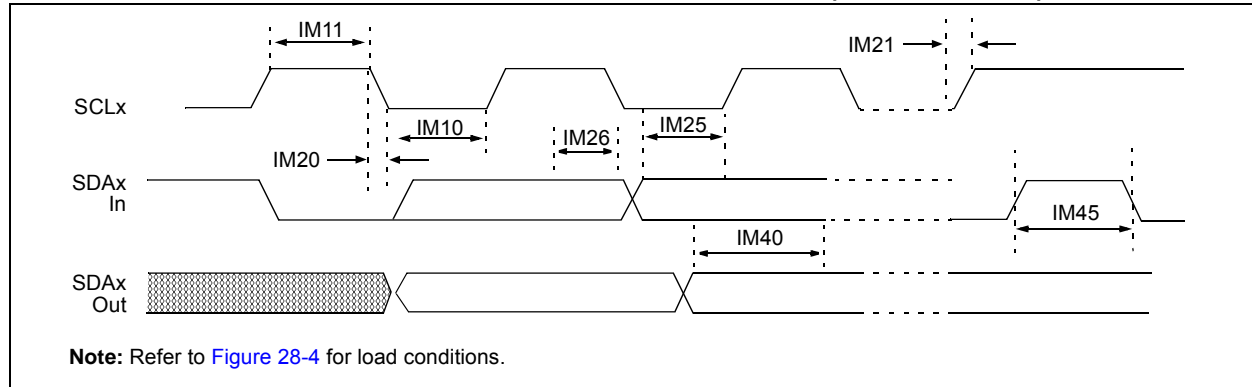 IM11
IM21
SCLx
IM10
IM26
IM25
IM20
SDAx
In
IM45
IM40
SDAx
Out
Note: Refer to Figure 28-4 for load conditions.